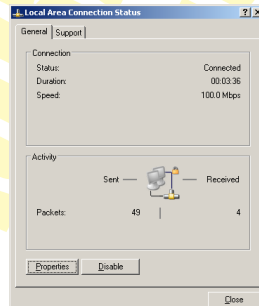 Local Area Connection Status
General Support
Connection
Status: Connected
Duration: 00:03:36
Speed: 100.0 Mbps
Activity
Sent — — Received
Packets: 49 | 4
Properties Disable
Close